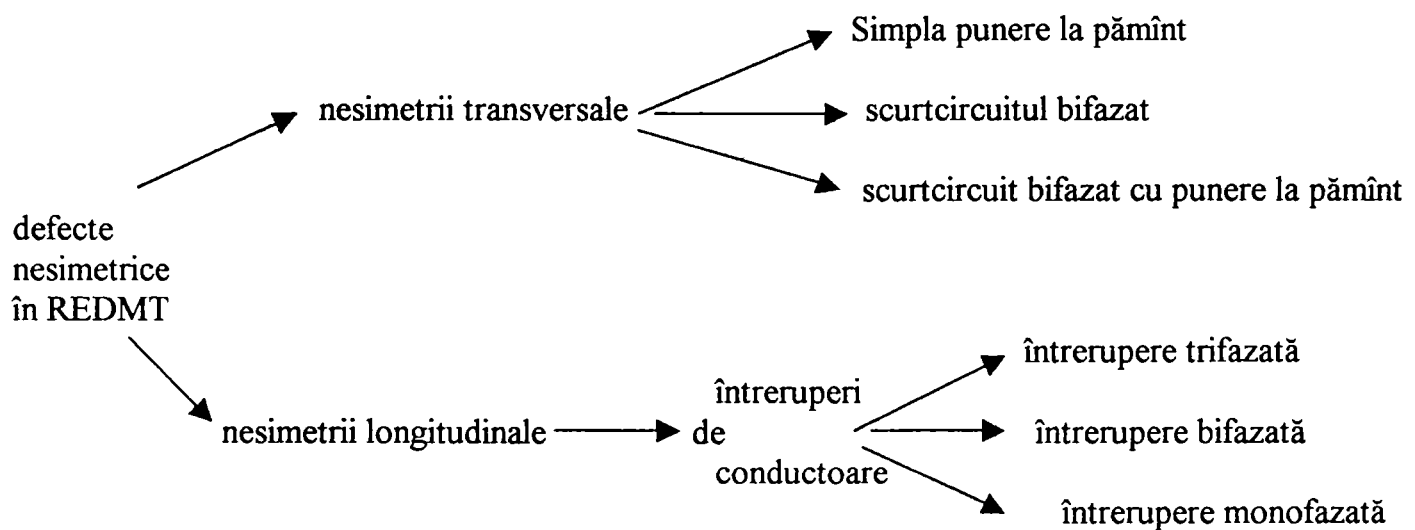 Simpla punere la pămînt
nesimetrii transversale
scurtcircuitul bifazat
scurtcircuit bifazat cu punere la pămînt
defecte
nesimetrice
în REDMT
nesimetrii longitudinale
întreruperi
de
conductoare
întrerupere trifazată
întrerupere bifazată
întrerupere monofazată